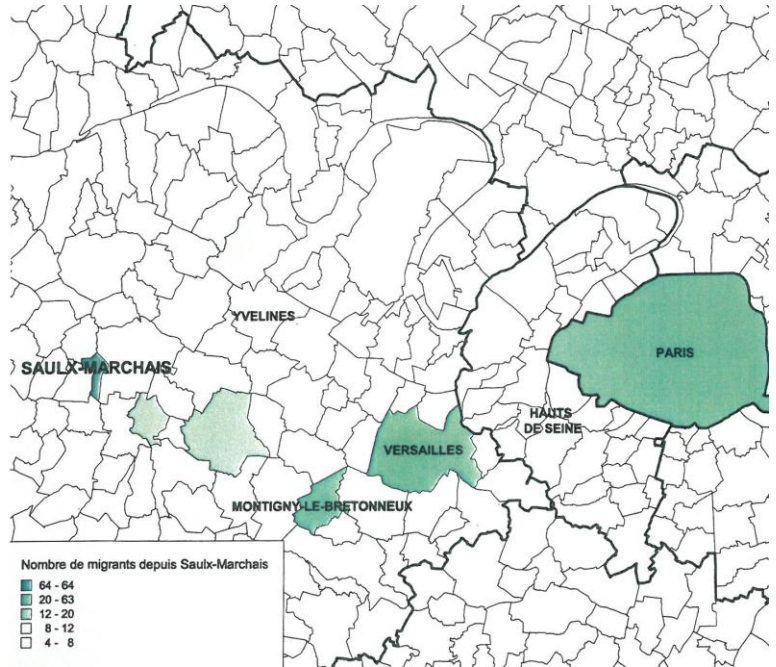 YVELINES
SAULX-MARCHAIS
PARIS
HAUTS
DE SEINE
VERSAILLES
MONTIGNY-LE-BRETONNEUX
Nombre de migrants depuis Saulx-Marchais
64 - 64
20 - 63
12 - 20
8 - 12
4 - 8